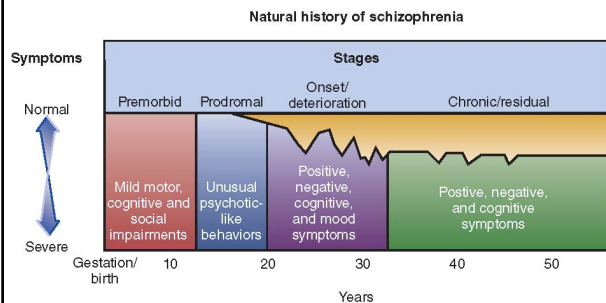 Natural history of schizophrenia
Symptoms
Stages
Normal
Severe
Premorbid
Prodromal
Onset/
deterioration
Chronic/residual
Mild motor,
cognitive and
social
impairments
Unusual
psychotic-
like
behaviors
Positive,
negative,
cognitive,
and mood
symptoms
Postive, negative,
and cognitive
symptoms
Gestation/
birth
10
20
30
40
50
Years